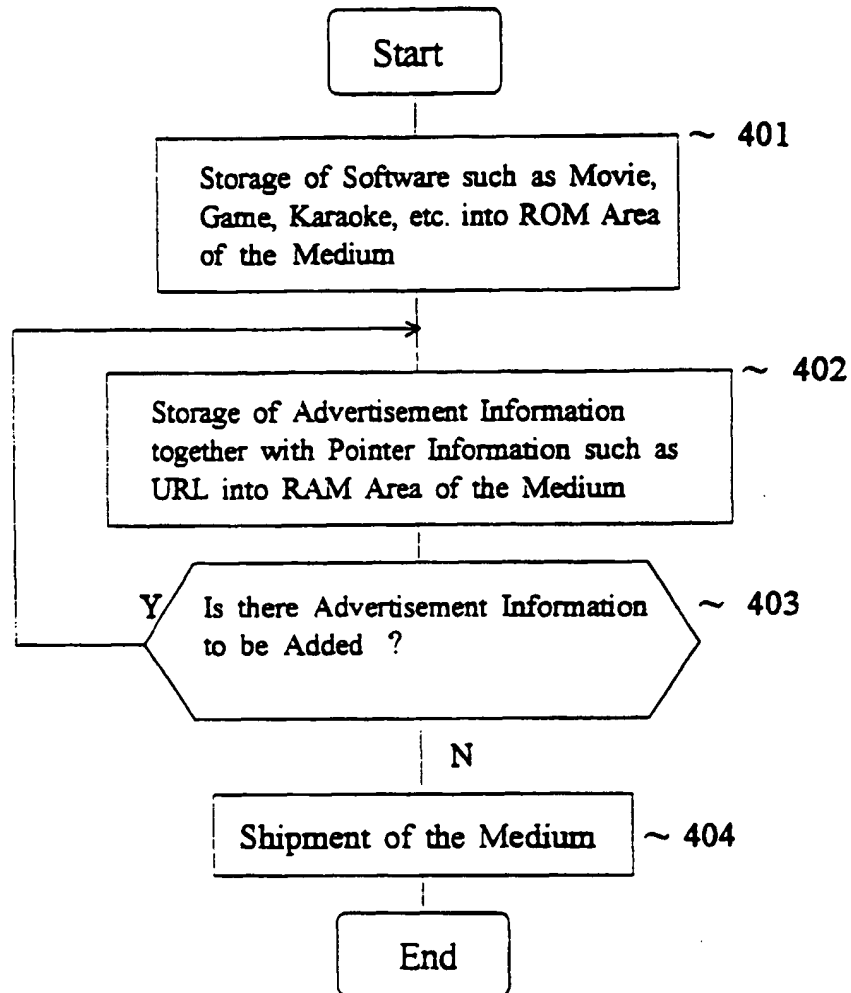 Start
~ 401
Storage of Software such as Movie,
Game, Karaoke, etc. into ROM Area
of the Medium
~ 402
Storage of Advertisement Information
together with Pointer Information such as
URL into RAM Area of the Medium
Y
Is there Advertisement Information
to be Added ?
~ 403
N
Shipment of the Medium
~ 404
End